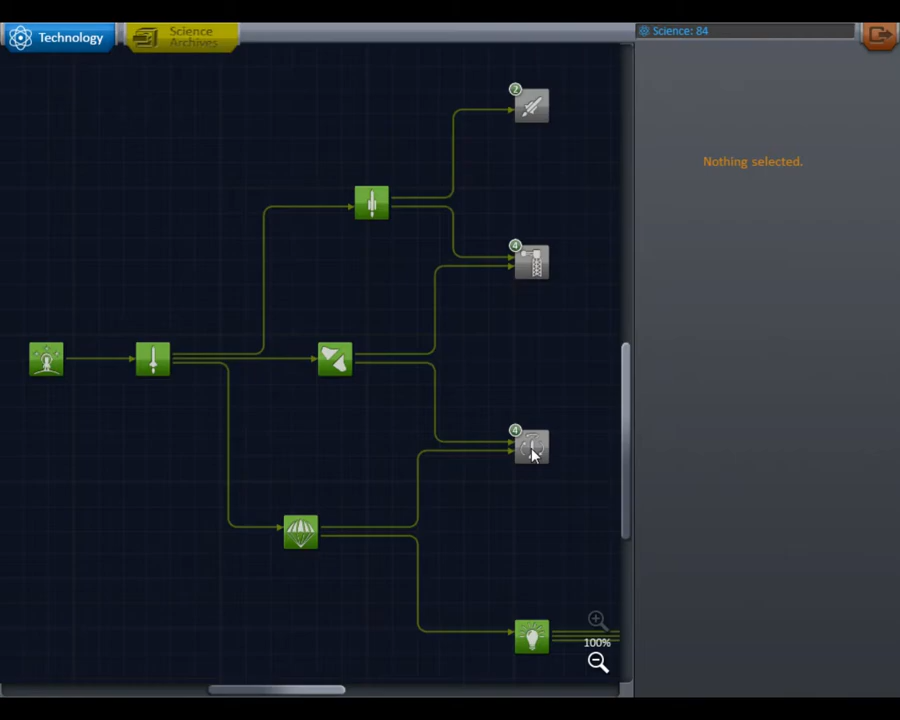 Technology
Science
Archives
Science: 84
Nothing selected.
2
4
4
100%